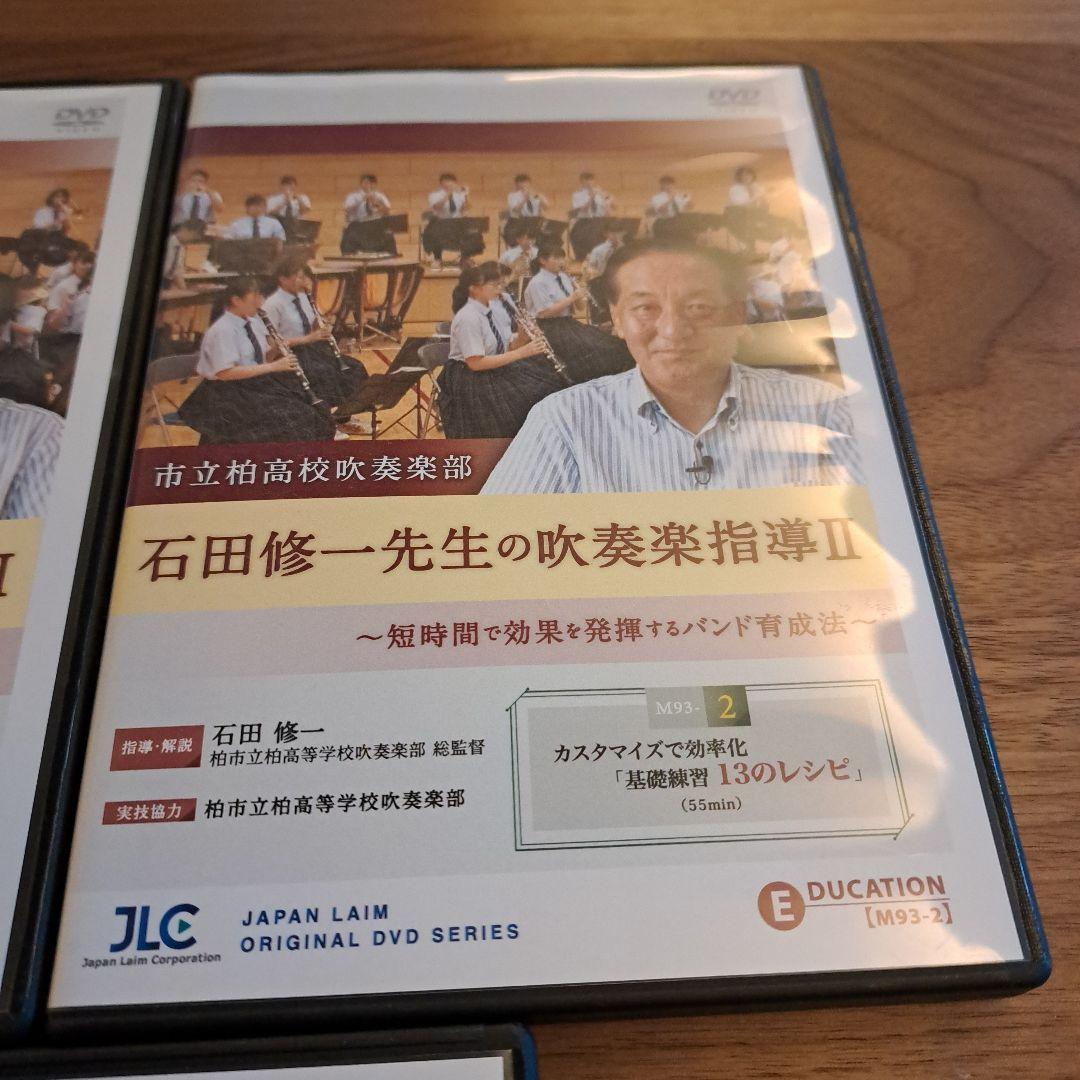 DVD
VIDEO
II
DVD
市立柏高校吹奏楽部
石田修一先生の吹奏楽指導II
～短時間で効果を発揮するバンド育成法～
指導・解説
石田 修一
柏市立柏高等学校吹奏楽部 総監督
実技協力
柏市立柏高等学校吹奏楽部
M93- 2
カスタマイズで効率化
「基礎練習 13のレシピ」
(55min)
JLC
Japan Laim Corporation
JAPAN LAIM
ORIGINAL DVD SERIES
EDUCATION
【M93-2】